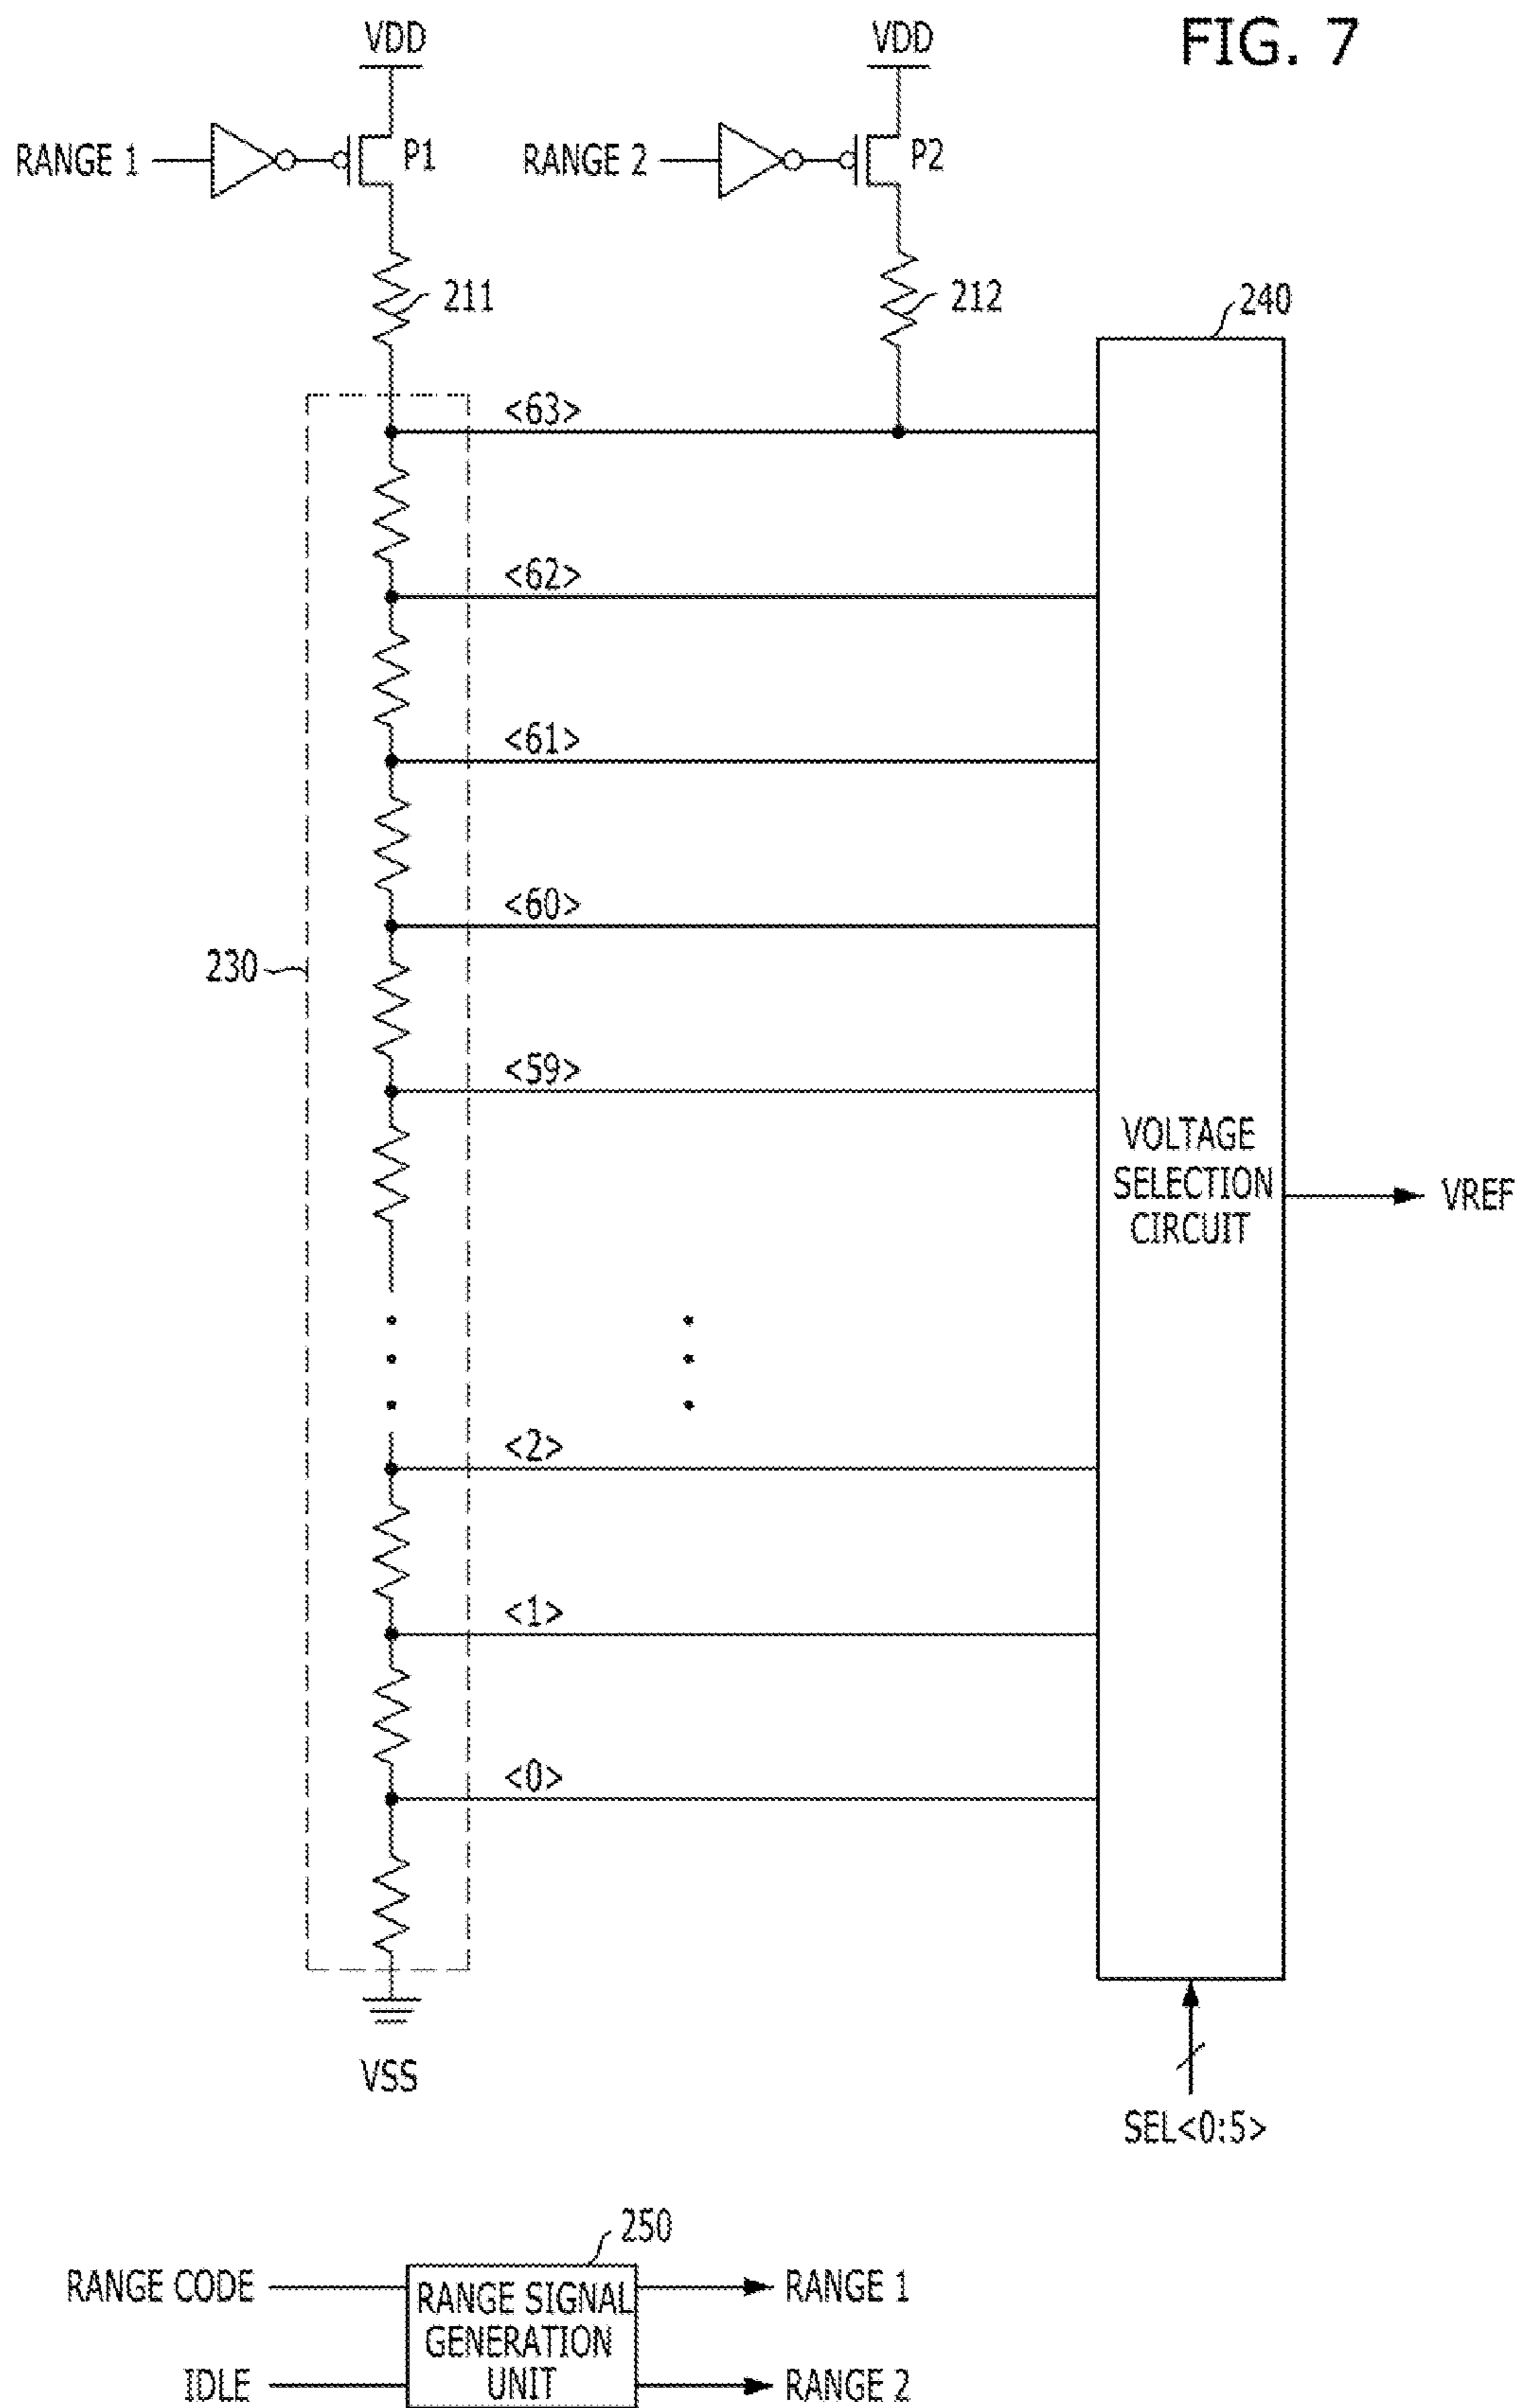 FIG. 7
VDD
VDD
RANGE 1
P1
RANGE 2
P2
211
212
240
<63>
<62>
<61>
<60>
230
<59>
VOLTAGE
SELECTION
CIRCUIT
VREF
<2>
<1>
<0>
VSS
SEL<0:5>
250
RANGE CODE
RANGE SIGNAL
GENERATION
UNIT
RANGE 1
IDLE
RANGE 2